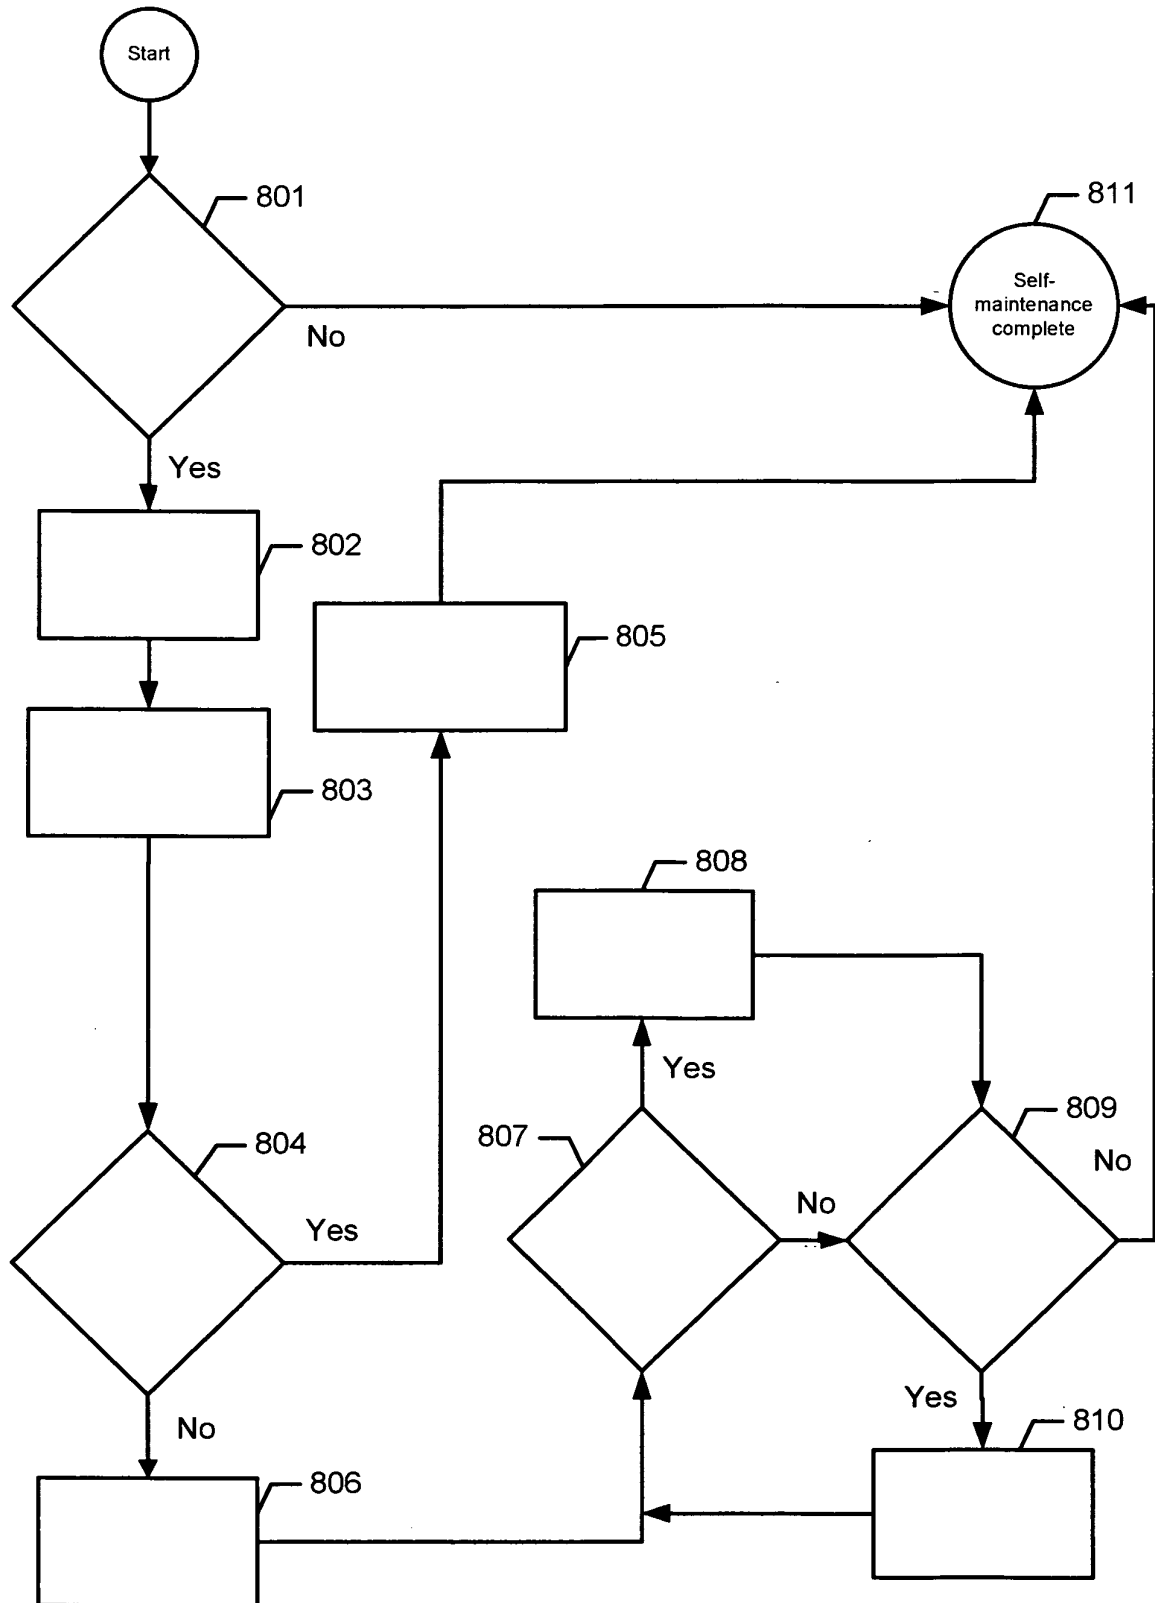 Start
801
811
Self-
maintenance
complete
No
Yes
802
805
803
808
Yes
809
807
804
No
No
Yes
Yes
810
No
806